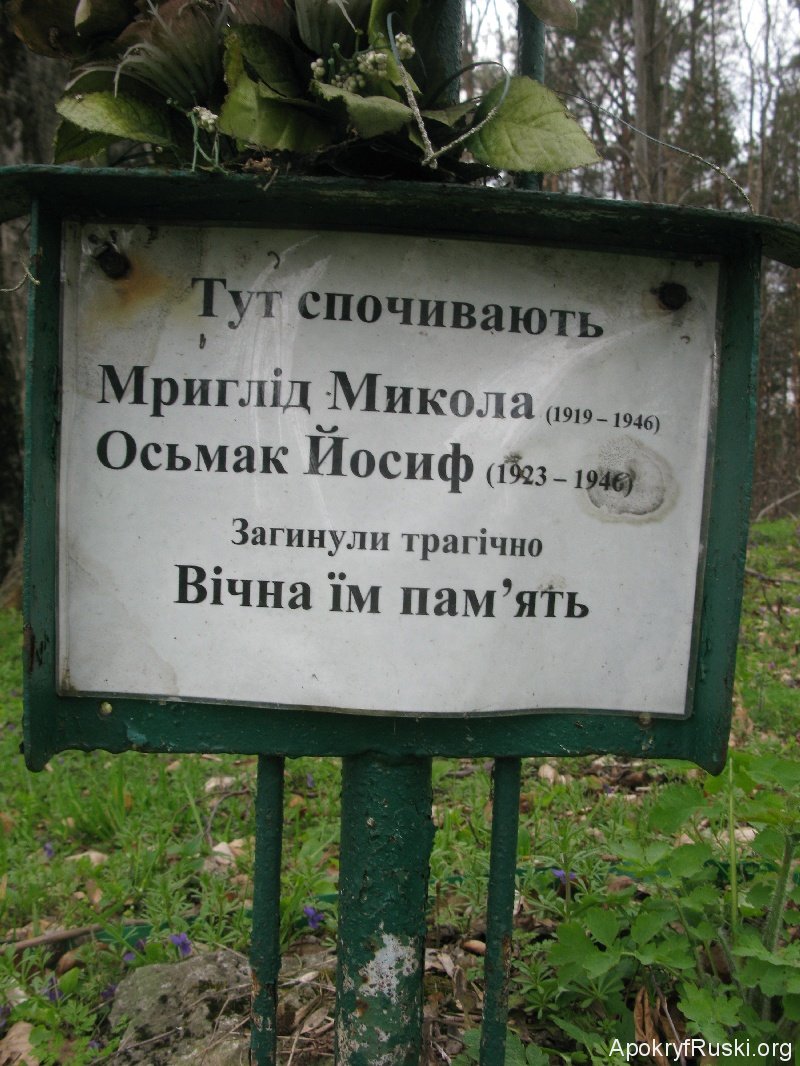 Тут спочивають
Мриглід Микола (1919 – 1946)
Осьмак Йосиф (1923 – 1946)
Загинули трагічно
Вічна їм пам’ять
ApokryfRuski.org